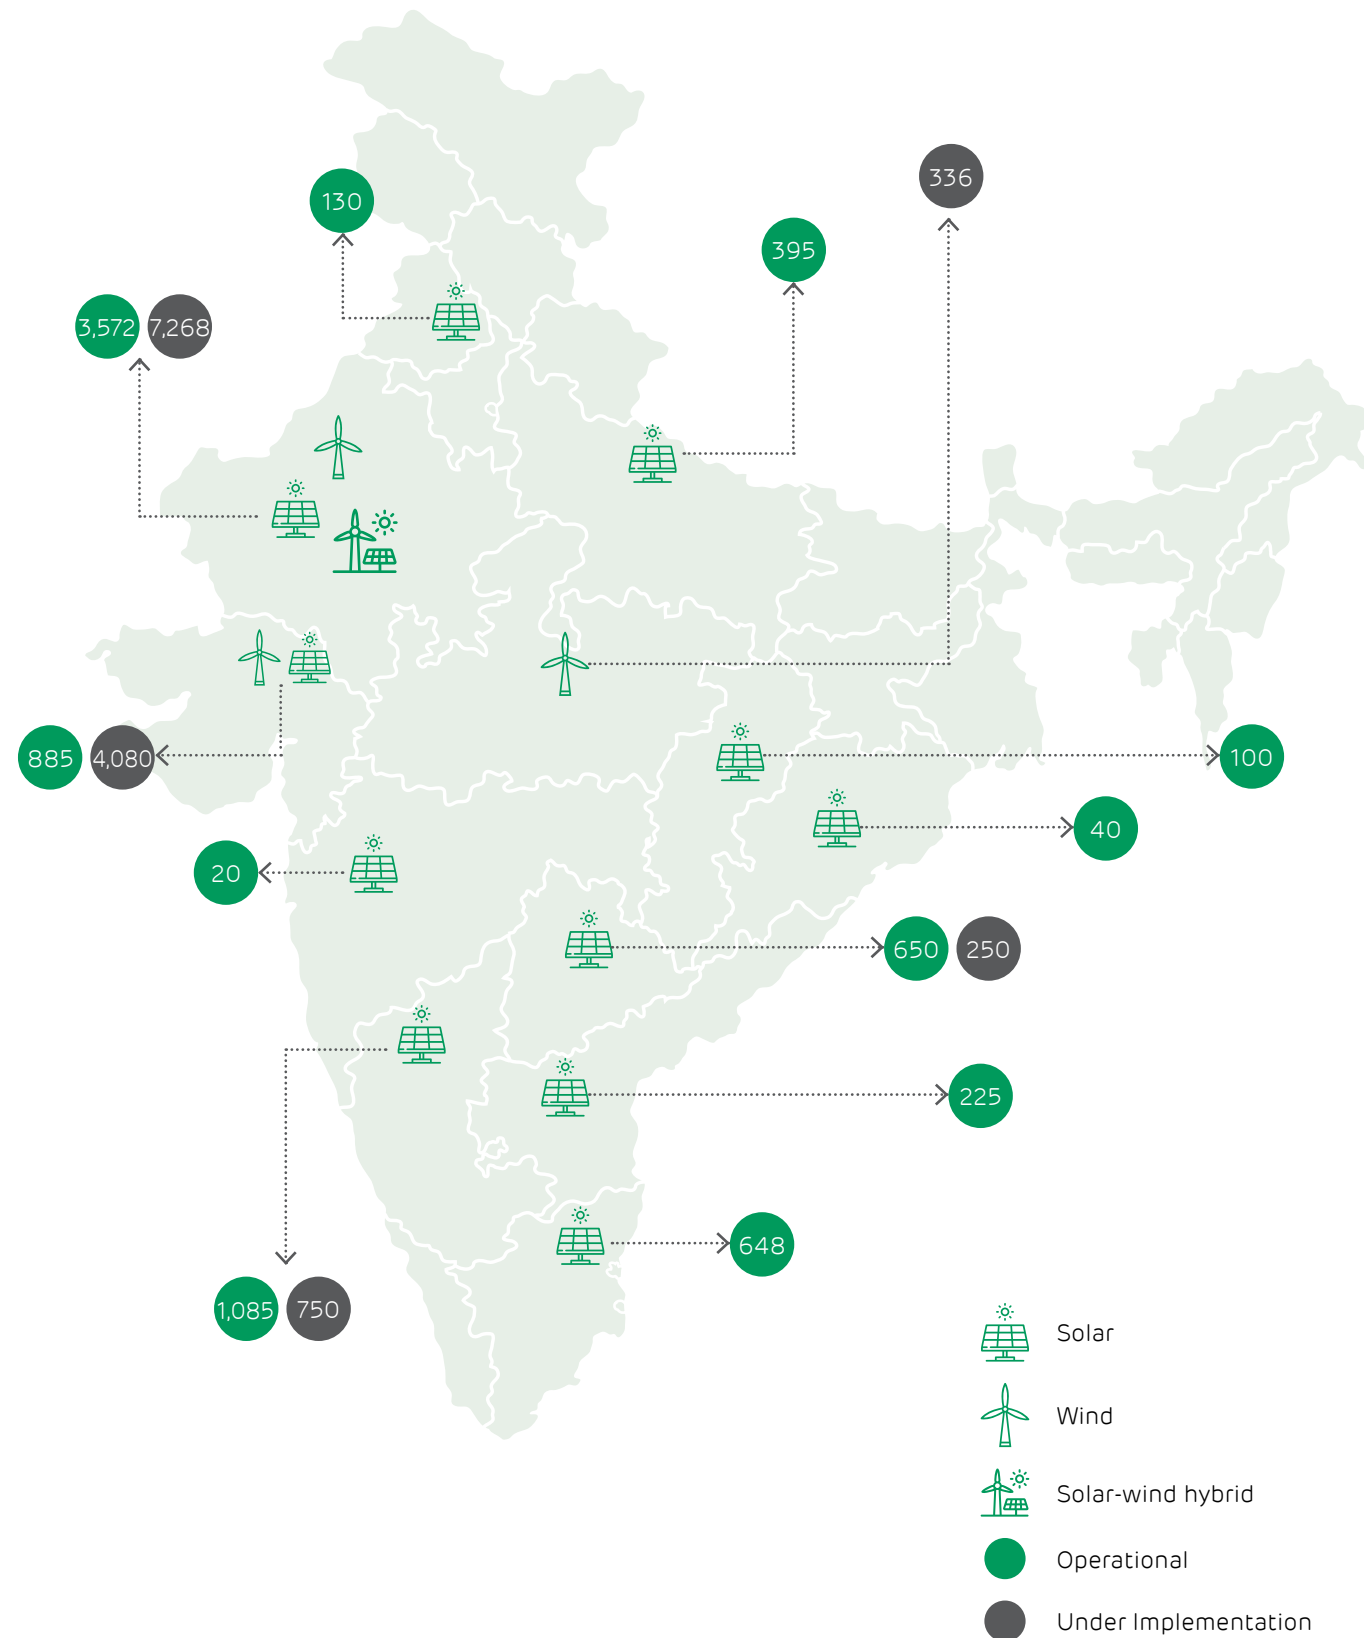 336
130
395
3,572 7,268
885 4,080
100
40
20
650 250
225
648
1,085 750
Solar
Wind
Solar-wind hybrid
Operational
Under Implementation